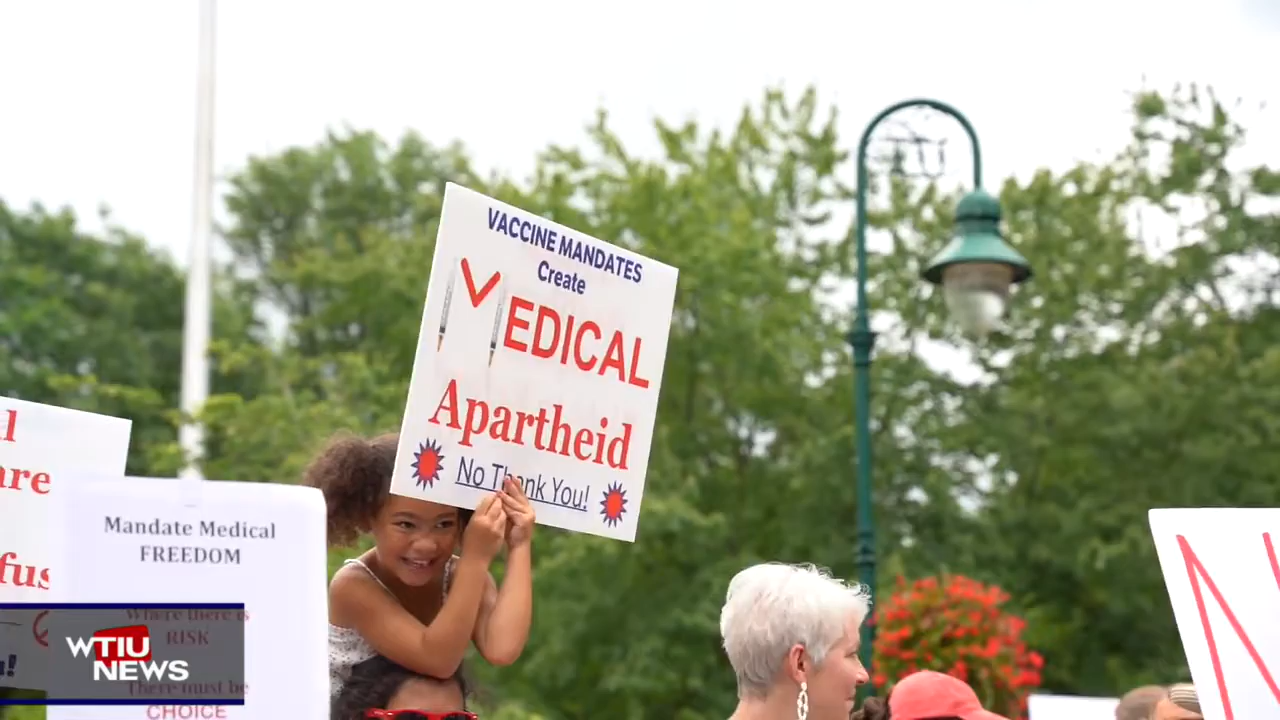 VACCINE MANDATES
Create
MEDICAL
Apartheid
No Thank You!
Mandate Medical
FREEDOM
Where there is
RISK
There must be
CHOICE
WTIU
NEWS